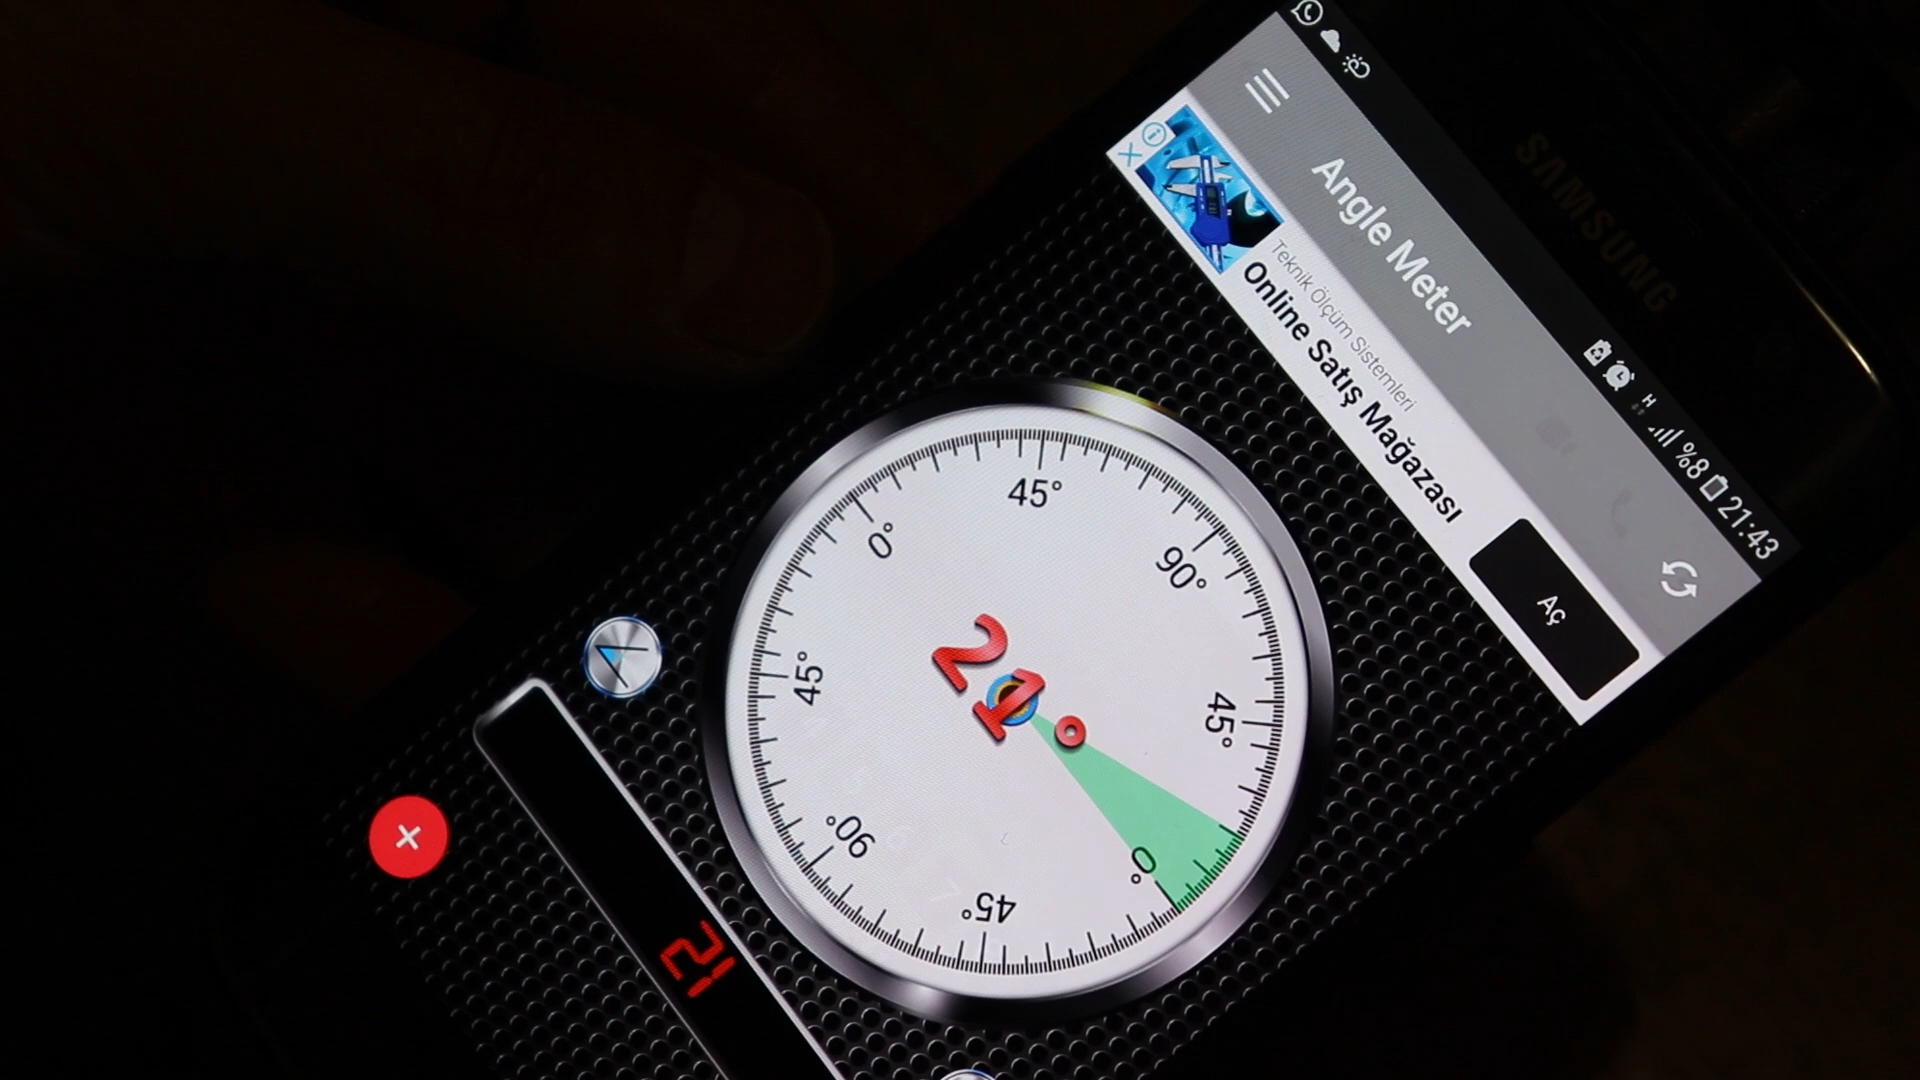 SAMSUNG
H
%8
21:43
Angle Meter
Teknik Ölçüm Sistemleri
Online Satış Mağazası
Aç
0°
45°
90°
45°
45°
90°
45°
0°
21°
21